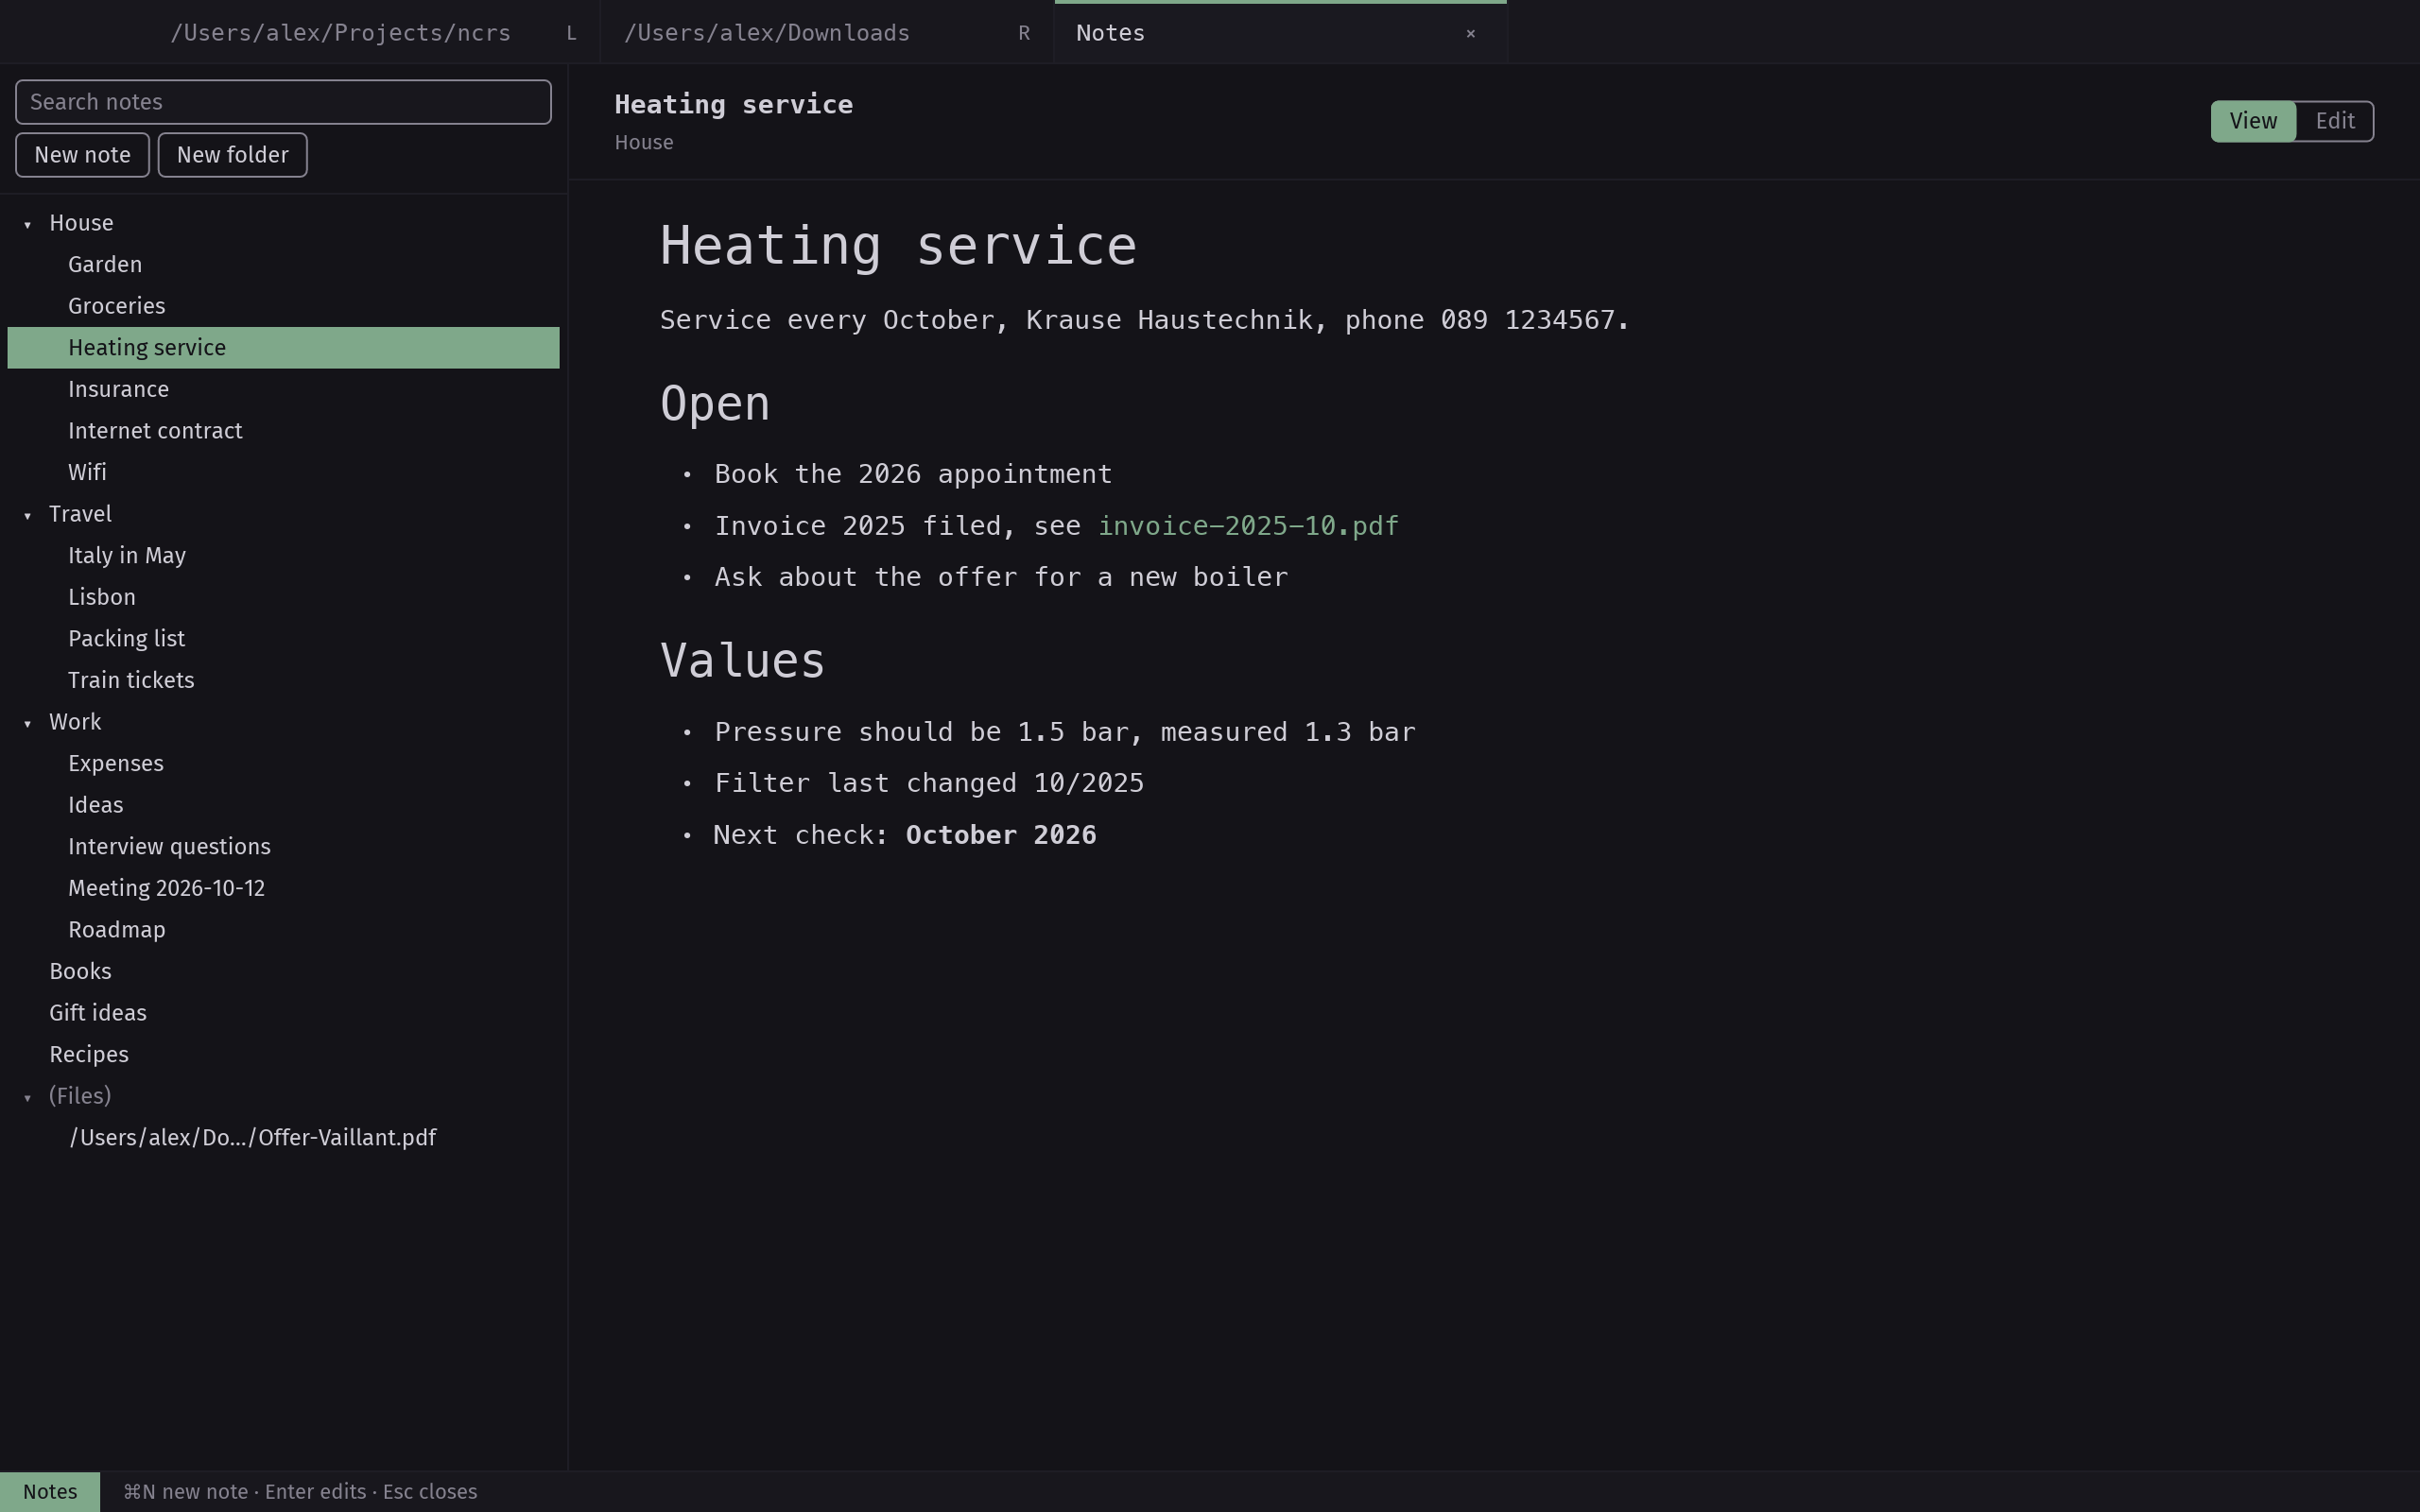 /Users/alex/Projects/ncrs L /Users/alex/Downloads R Notes ×
Search notes
New note New folder
Heating service
House
View Edit
▾ House
Garden
Groceries
Heating service
Insurance
Internet contract
Wifi
▾ Travel
Italy in May
Lisbon
Packing list
Train tickets
▾ Work
Expenses
Ideas
Interview questions
Meeting 2026-10-12
Roadmap
Books
Gift ideas
Recipes
▾ (Files)
/Users/alex/Do.../Offer-Vaillant.pdf
Heating service
Service every October, Krause Haustechnik, phone 089 1234567.
Open
• Book the 2026 appointment
• Invoice 2025 filed, see invoice-2025-10.pdf
• Ask about the offer for a new boiler
Values
• Pressure should be 1.5 bar, measured 1.3 bar
• Filter last changed 10/2025
• Next check: October 2026
Notes ⌘N new note · Enter edits · Esc closes